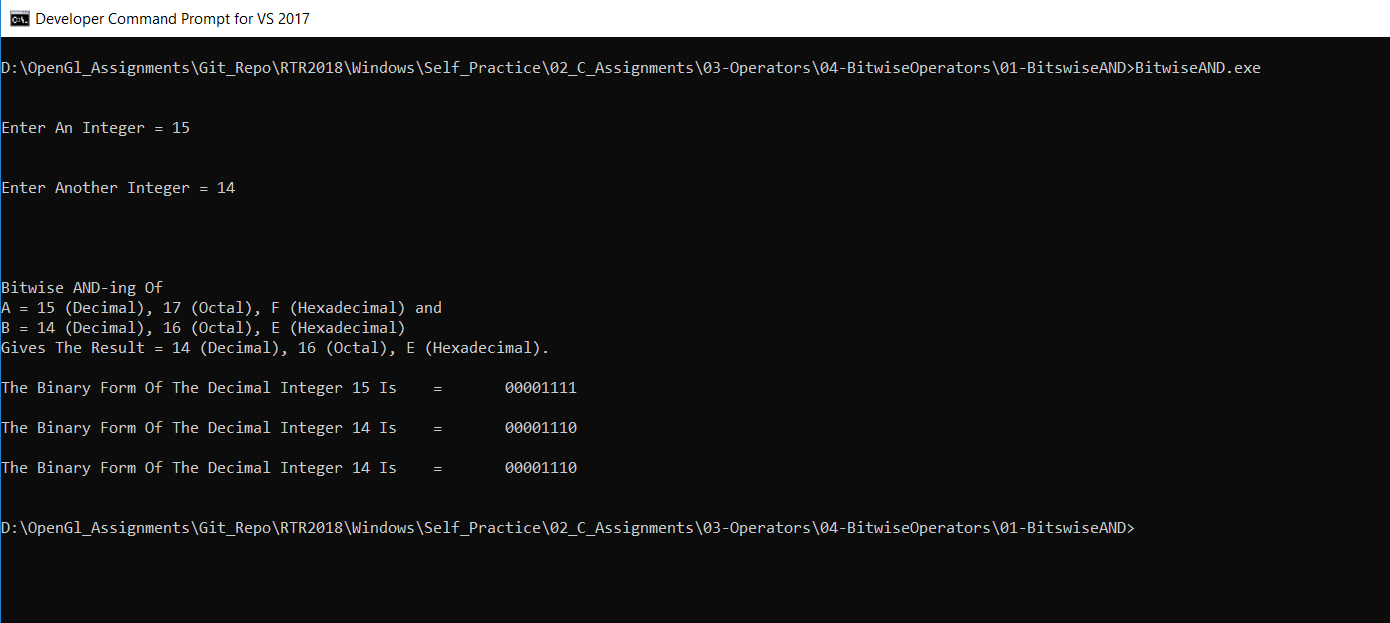 Developer Command Prompt for VS 2017
D:\OpenGl_Assignments\Git_Repo\RTR2018\Windows\Self_Practice\02_C_Assignments\03-Operators\04-BitwiseOperators\01-BitswiseAND>BitwiseAND.exe
Enter An Integer = 15
Enter Another Integer = 14
Bitwise AND-ing Of
A = 15 (Decimal), 17 (Octal), F (Hexadecimal) and
B = 14 (Decimal), 16 (Octal), E (Hexadecimal)
Gives The Result = 14 (Decimal), 16 (Octal), E (Hexadecimal).
The Binary Form Of The Decimal Integer 15 Is    =       00001111
The Binary Form Of The Decimal Integer 14 Is    =       00001110
The Binary Form Of The Decimal Integer 14 Is    =       00001110
D:\OpenGl_Assignments\Git_Repo\RTR2018\Windows\Self_Practice\02_C_Assignments\03-Operators\04-BitwiseOperators\01-BitswiseAND>